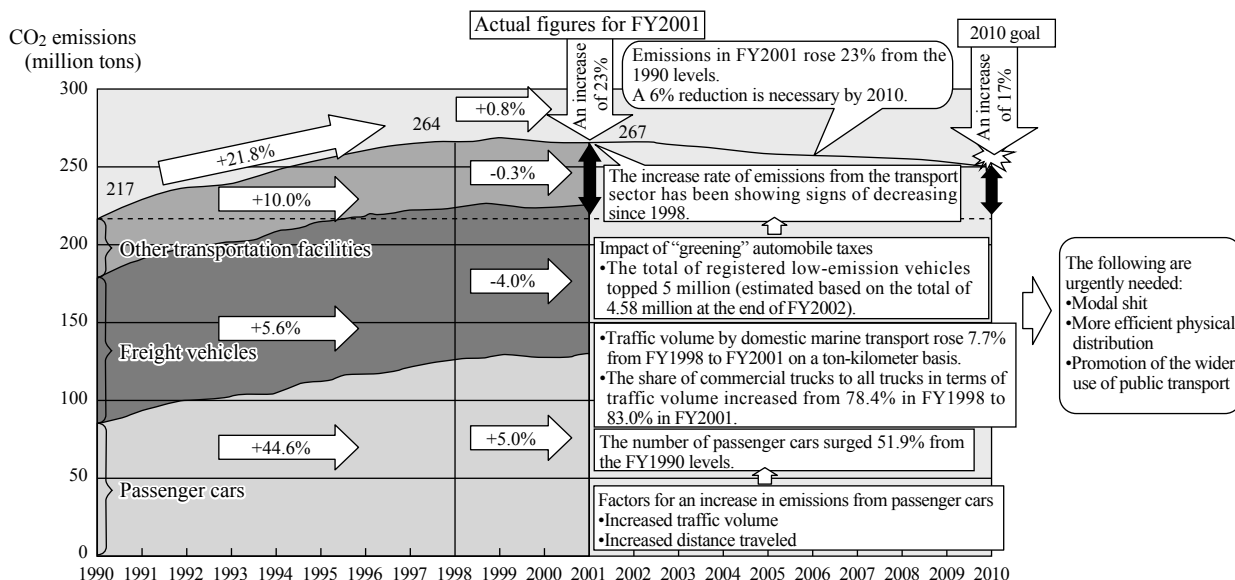 Actual figures for FY2001
CO2 emissions
(million tons)
An increase
of 23%
Emissions in FY2001 rose 23% from the
1990 levels.
A 6% reduction is necessary by 2010.
2010 goal
An increase
of 17%
300
250
200
150
100
50
0
217
+21.8%
264
+0.8%
267
+10.0%
-0.3%
Other transportation facilities
+5.6%
-4.0%
Freight vehicles
+44.6%
+5.0%
Passenger cars
The increase rate of emissions from the transport
sector has been showing signs of decreasing
since 1998.
Impact of “greening” automobile taxes
•The total of registered low-emission vehicles
topped 5 million (estimated based on the total of
4.58 million at the end of FY2002).
•Traffic volume by domestic marine transport rose 7.7%
from FY1998 to FY2001 on a ton-kilometer basis.
•The share of commercial trucks to all trucks in terms of
traffic volume increased from 78.4% in FY1998 to
83.0% in FY2001.
The number of passenger cars surged 51.9% from
the FY1990 levels.
Factors for an increase in emissions from passenger cars
•Increased traffic volume
•Increased distance traveled
The following are
urgently needed:
•Modal shit
•More efficient physical
distribution
•Promotion of the wider
use of public transport
1990 1991 1992 1993 1994 1995 1996 1997 1998 1999 2000 2001 2002 2003 2004 2005 2006 2007 2008 2009 2010